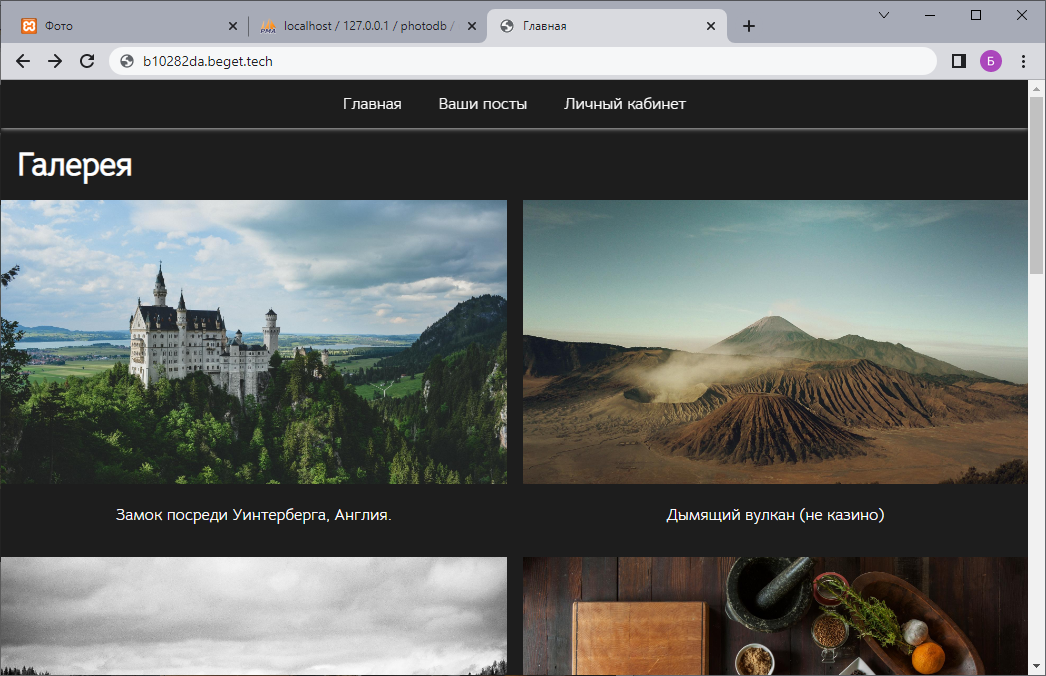 Фото
PMA
localhost / 127.0.0.1 / photodb /
Главная
b10282da.beget.tech
Б
Главная
Ваши посты
Личный кабинет
Галерея
Замок посреди Уинтерберга, Англия.
Дымящий вулкан (не казино)